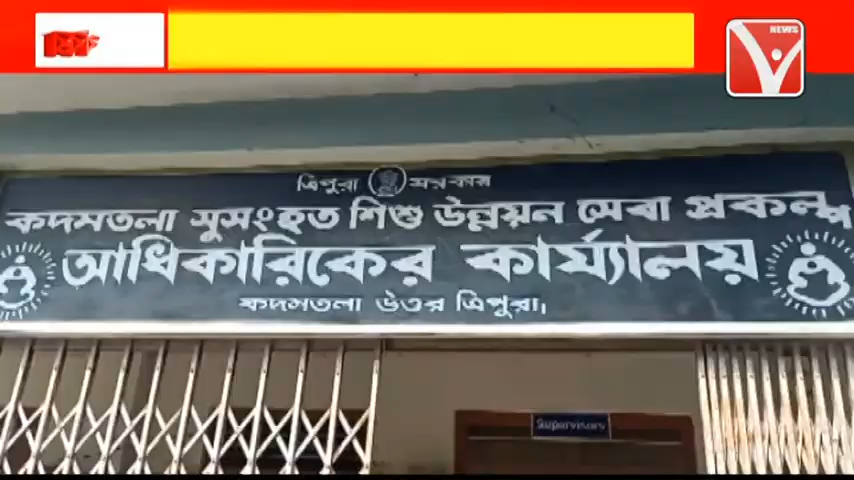 NEWS
ত্রিপুরা সরকার
কদমতলা সুসংহত শিশু উন্নয়ন সেবা প্রকল্প
আধিকারিকের কার্য্যালয়
কদমতলা উত্তর ত্রিপুরা।
Supervisors